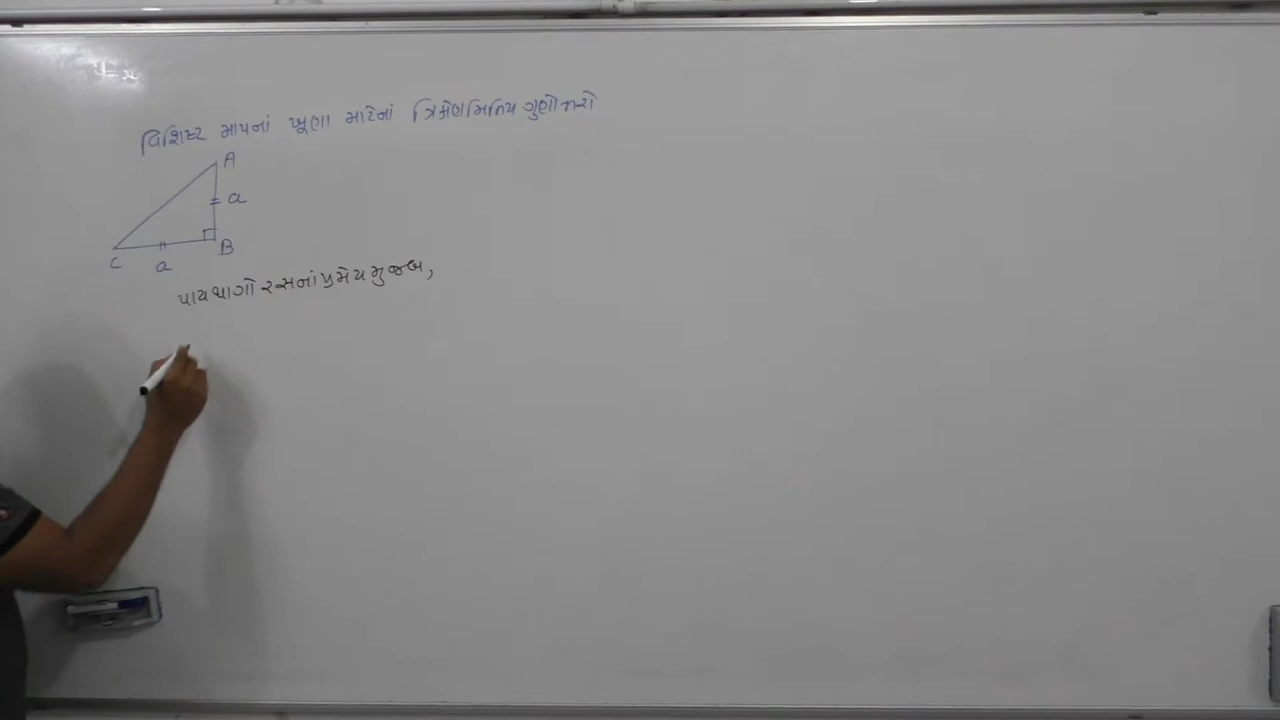 વિશિષ્ટ માપનાં ખૂણા માટેનાં ત્રિકોણમિતિય ગુણોત્તરો
A
a
B
C
a
પાયથાગોરસનાં પ્રમેય મુજબ,